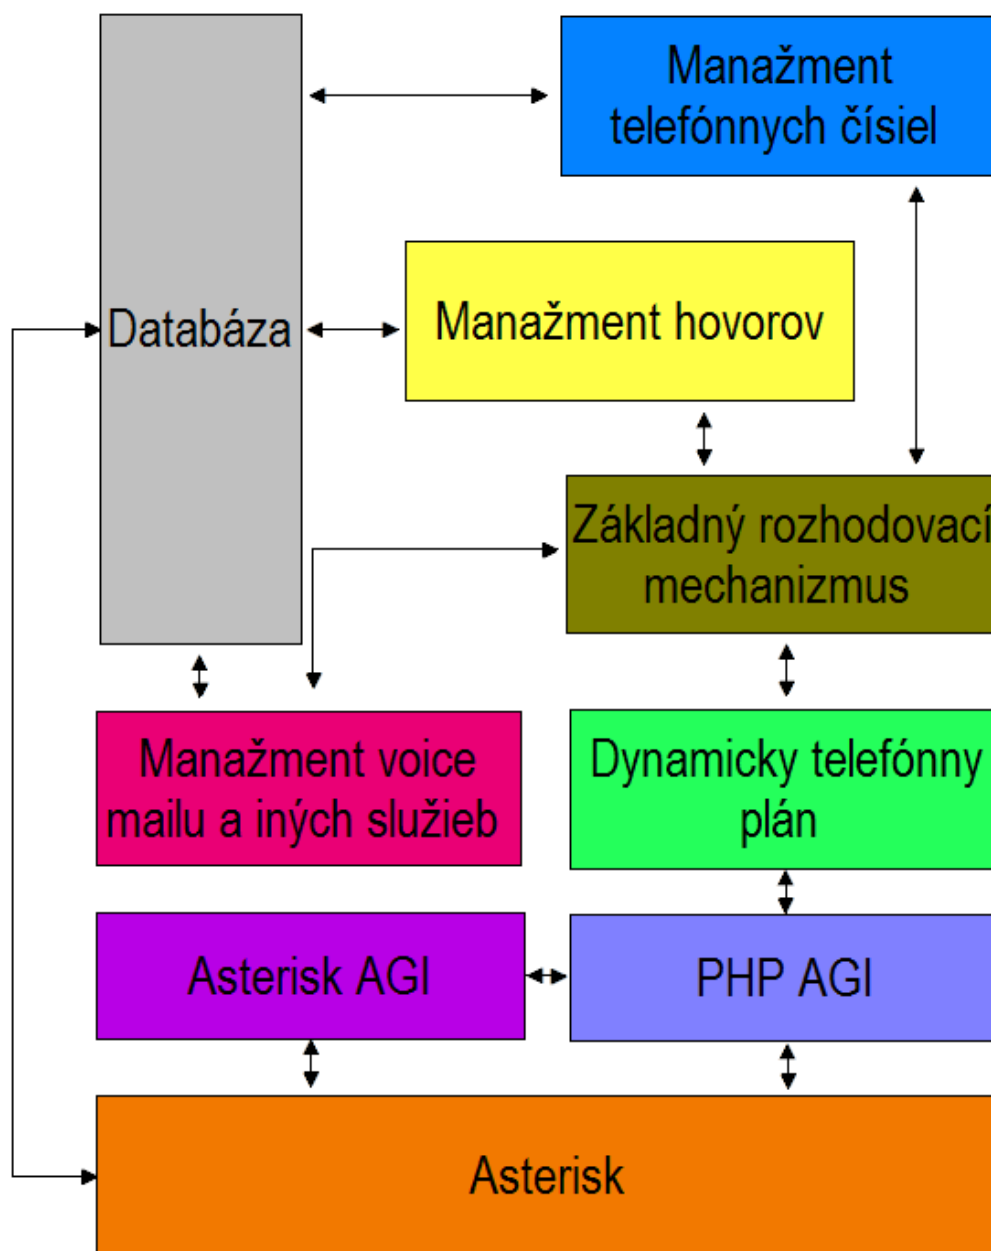 Manažment
telefónnych čísiel
Databáza
Manažment hovorov
Základný rozhodovací
mechanizmus
Manažment voice
mailu a iných služieb
Dynamicky telefónny
plán
Asterisk AGI
PHP AGI
Asterisk